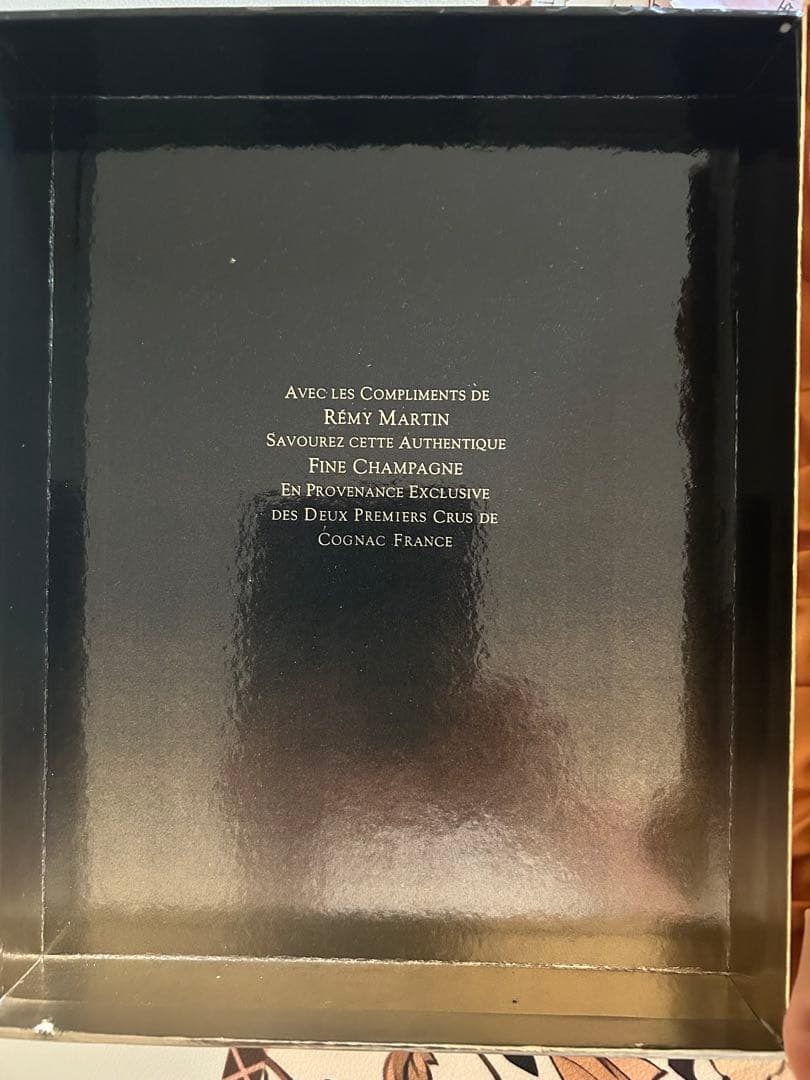 Avec les Compliments de
Rémy Martin
Savourez cette Authentique
Fine Champagne
En Provenance Exclusive
des Deux Premiers Crus de
Cognac France